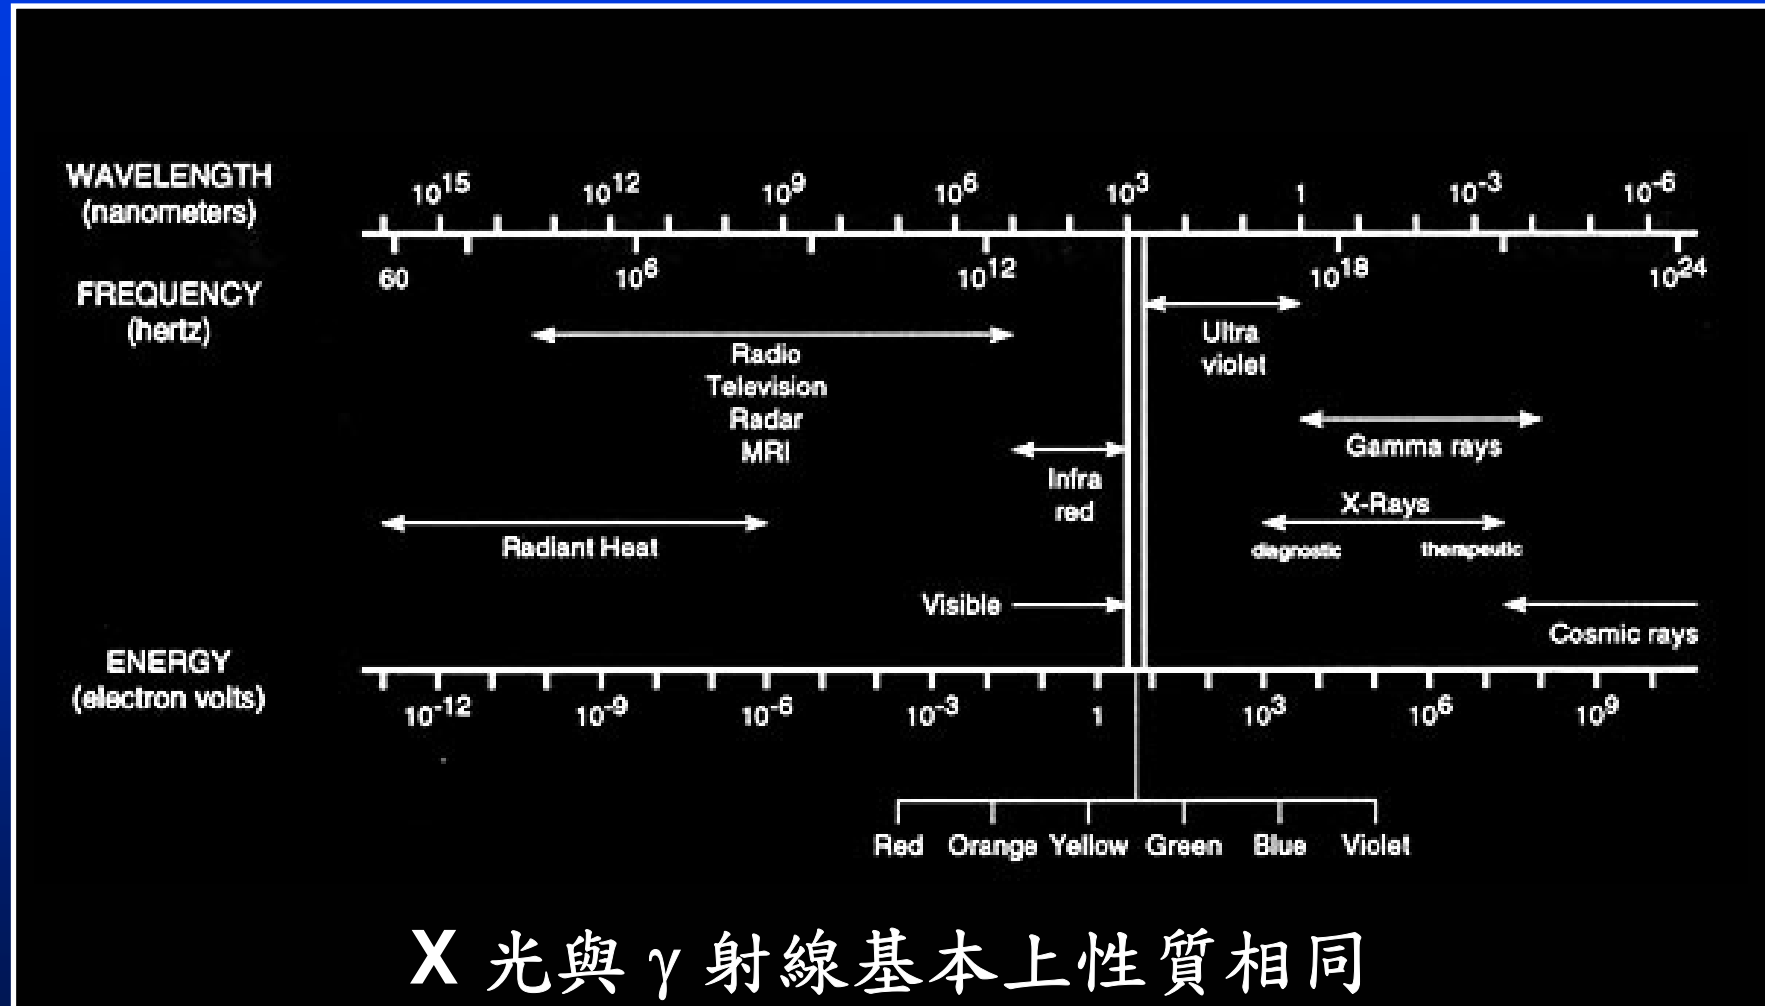 WAVELENGTH
(nanometers)
10^15 10^12 10^9 10^6 10^3 1 10^-3 10^-6
60 10^6 10^12 10^18 10^24
FREQUENCY
(hertz)
Radio
Television
Radar
MRI
Ultra
violet
Gamma rays
Infra
red
X-Rays
diagnostic therapeutic
Radiant Heat
Visible
Cosmic rays
ENERGY
(electron volts)
10^-12 10^-9 10^-6 10^-3 1 10^3 10^6 10^9
Red Orange Yellow Green Blue Violet
X 光與 γ 射線基本上性質相同